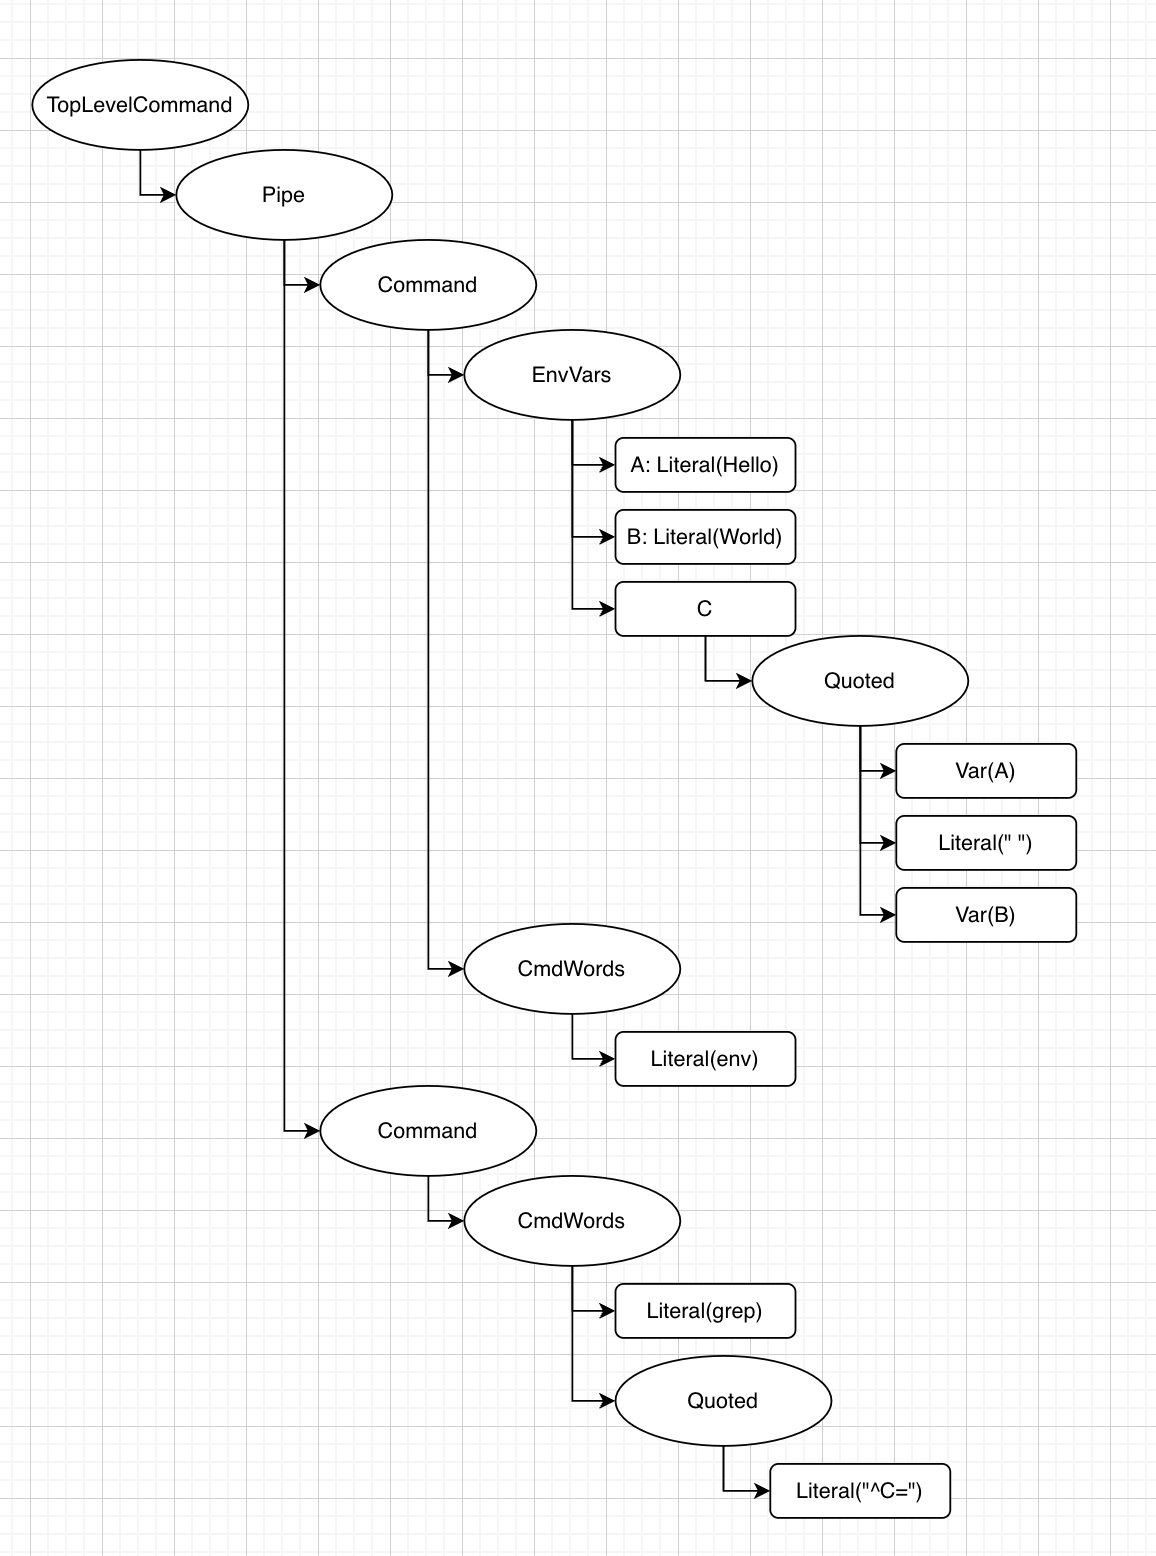 TopLevelCommand
Pipe
Command
EnvVars
A: Literal(Hello)
B: Literal(World)
C
Quoted
Var(A)
Literal(" ")
Var(B)
CmdWords
Literal(env)
Command
CmdWords
Literal(grep)
Quoted
Literal("^C=")